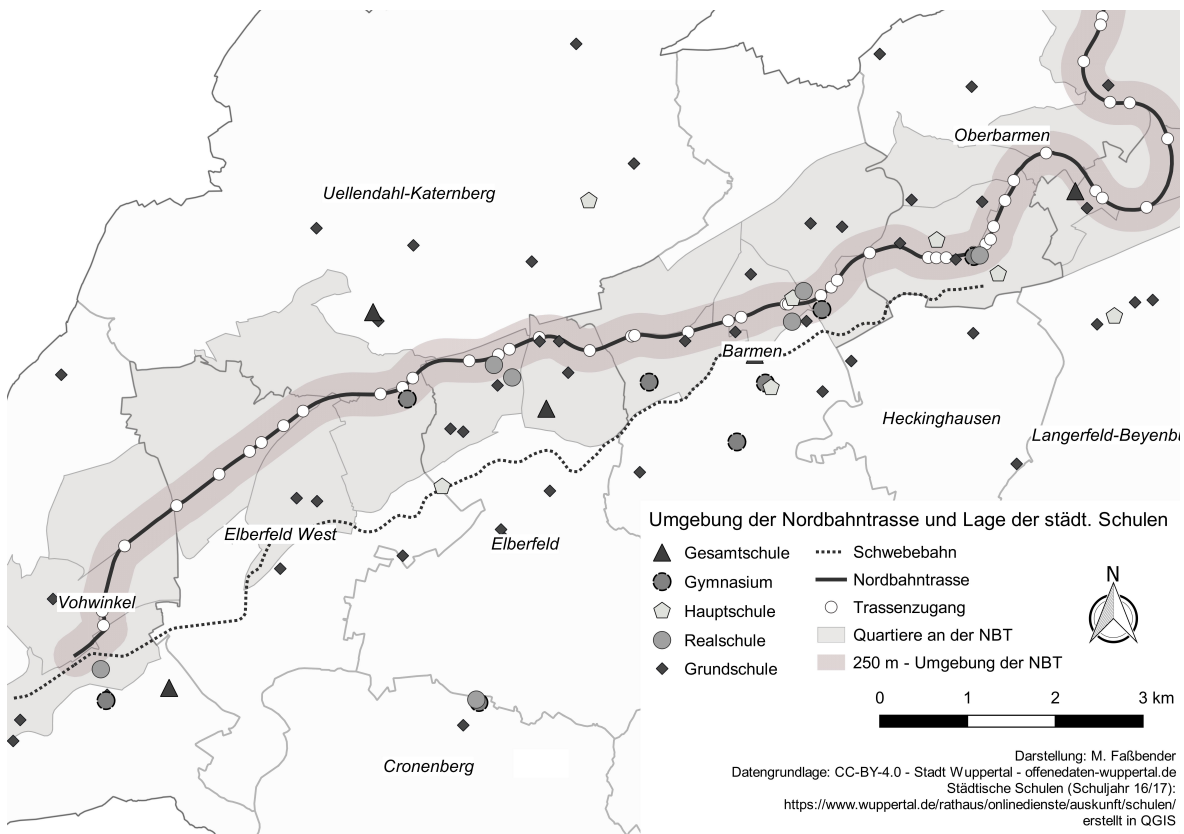 Oberbarmen
Uellendahl-Katernberg
Barmen
Heckinghausen
Langerfeld-Beyenbu
Elberfeld West
Elberfeld
Vohwinkel
Cronenberg
Umgebung der Nordbahntrasse und Lage der städt. Schulen
Gesamtschule
Gymnasium
Hauptschule
Realschule
Grundschule
Schwebebahn
Nordbahntrasse
Trassenzugang
Quartiere an der NBT
250 m - Umgebung der NBT
N
0 1 2 3 km
Darstellung: M. Faßbender
Datengrundlage: CC-BY-4.0 - Stadt Wuppertal - offenedaten-wuppertal.de
Städtische Schulen (Schuljahr 16/17):
https://www.wuppertal.de/rathaus/onlinedienste/auskunft/schulen/
erstellt in QGIS